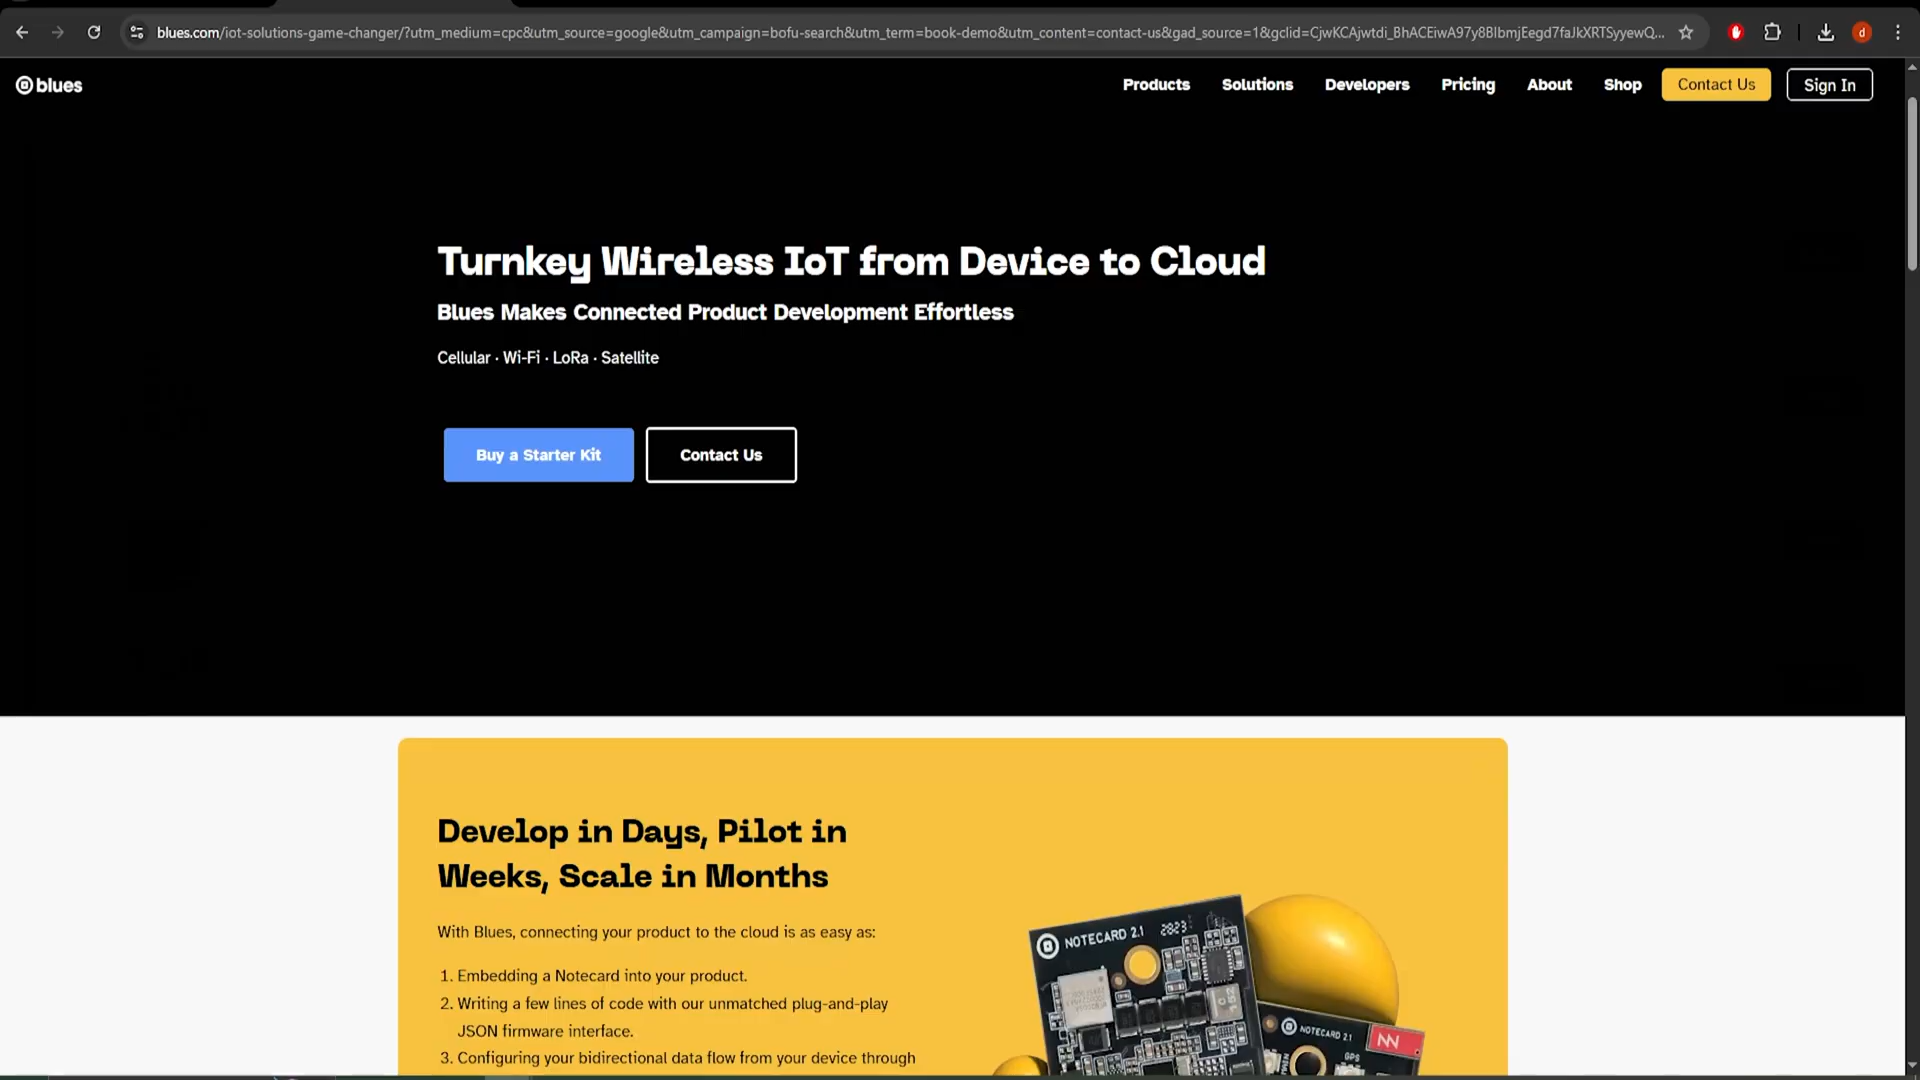 blues.com/iot-solutions-game-changer/?utm_medium=cpc&utm_source=google&utm_campaign=bofu-search&utm_term=book-demo&utm_content=contact-us&gad_source=1&gclid=CjwKCAjwtdi_BhACEiwA97y8BIbmjEegd7faJkXRTSyyewQ...
d
blues
Products
Solutions
Developers
Pricing
About
Shop
Contact Us
Sign In
Turnkey Wireless IoT from Device to Cloud
Blues Makes Connected Product Development Effortless
Cellular · Wi-Fi · LoRa · Satellite
Buy a Starter Kit
Contact Us
Develop in Days, Pilot in
Weeks, Scale in Months
With Blues, connecting your product to the cloud is as easy as:
1. Embedding a Notecard into your product.
2. Writing a few lines of code with our unmatched plug-and-play
JSON firmware interface.
3. Configuring your bidirectional data flow from your device through
NOTECARD 2.1
2823
NOTECARD 2.1
GPS